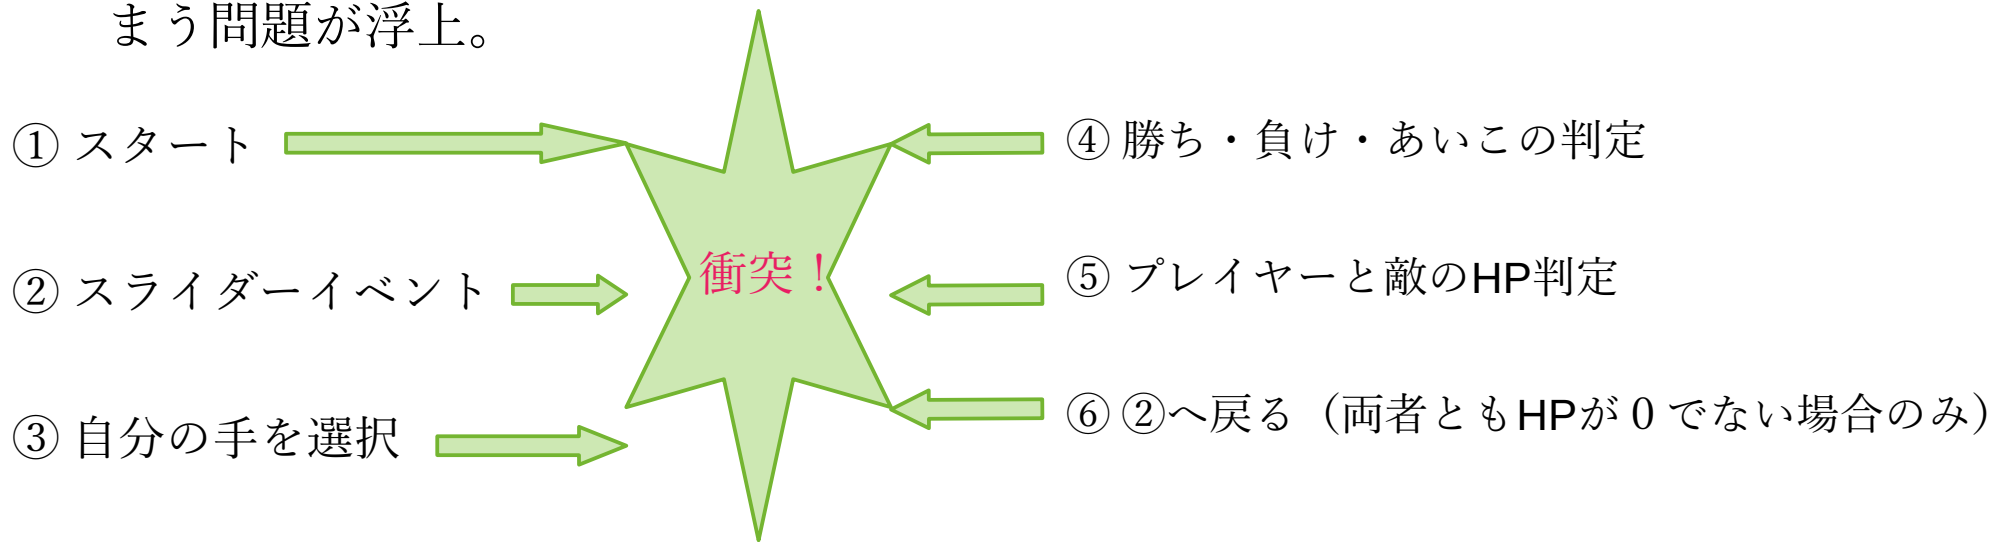 まう問題が浮上。
① スタート
② スライダーイベント
③ 自分の手を選択
衝突！
④ 勝ち・負け・あいこの判定
⑤ プレイヤーと敵のHP判定
⑥ ②へ戻る（両者ともHPが０でない場合のみ）